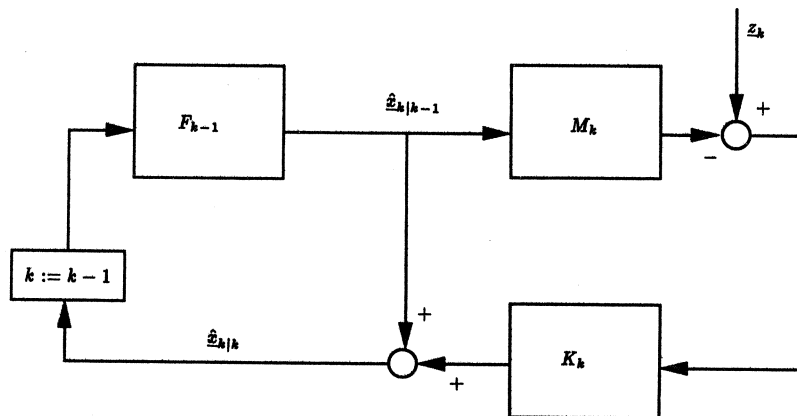 z_k
F_{k-1}
x̂_{k|k-1}
M_k
+
−
k := k − 1
+
x̂_{k|k}
K_k
+